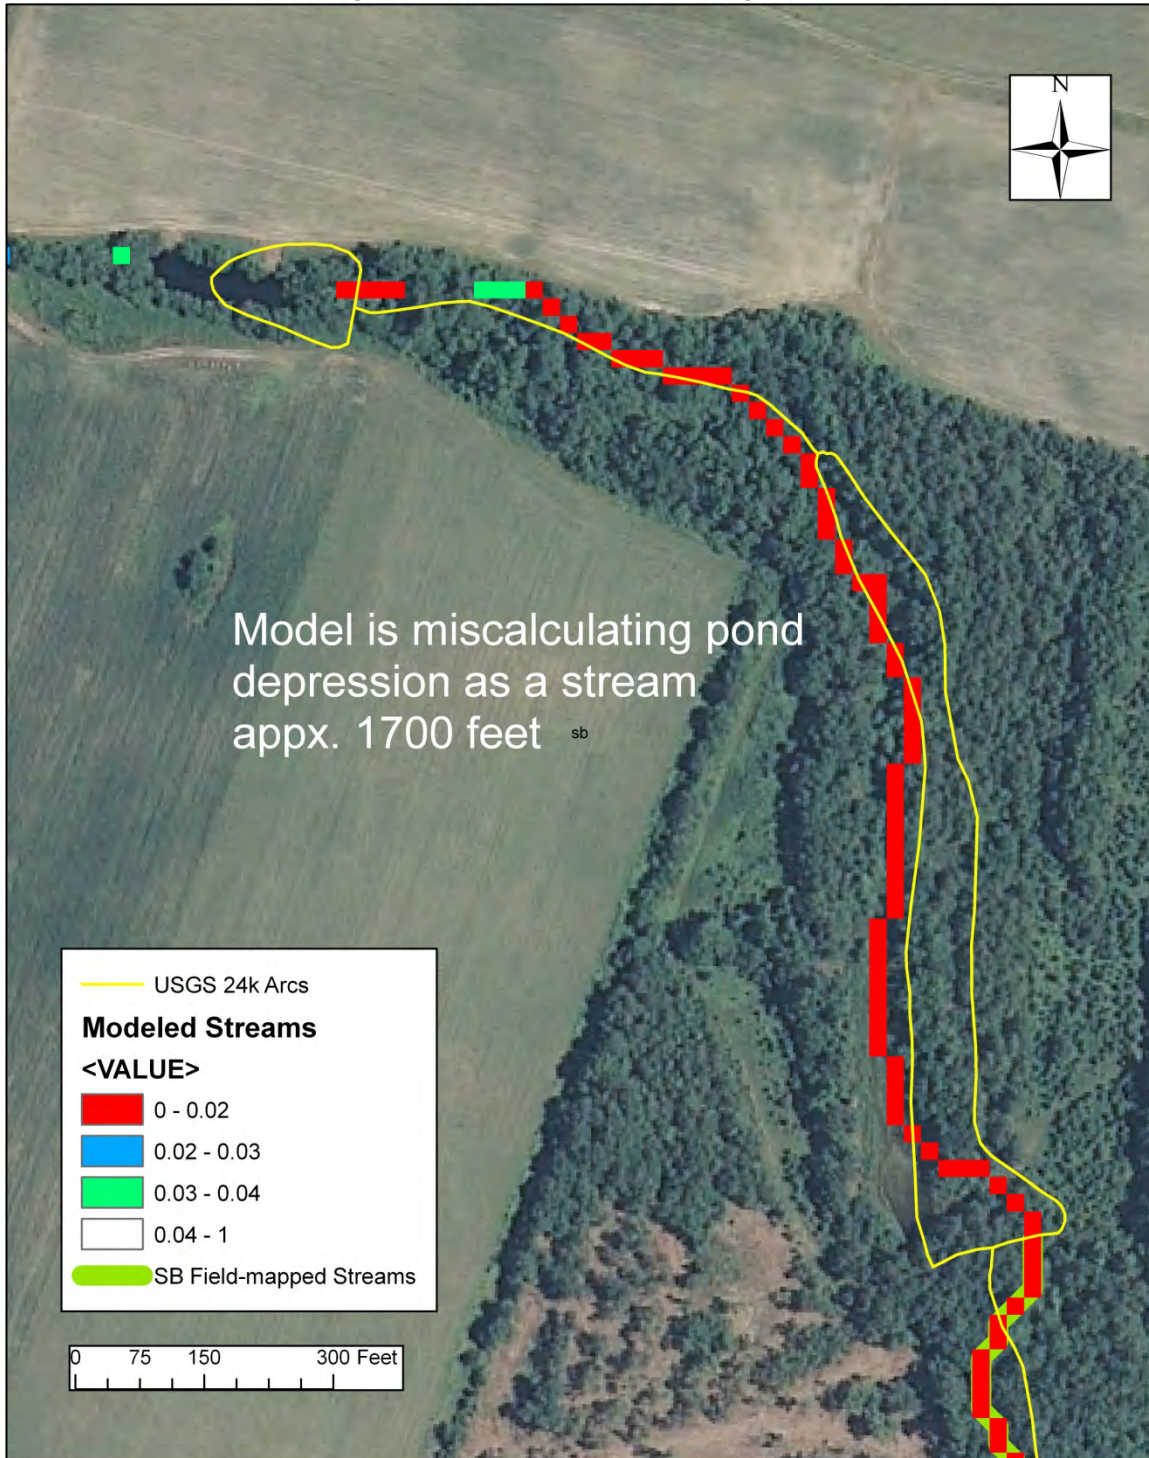 N
Model is miscalculating pond
depression as a stream
appx. 1700 feet sb
USGS 24k Arcs
Modeled Streams
<VALUE>
0 - 0.02
0.02 - 0.03
0.03 - 0.04
0.04 - 1
SB Field-mapped Streams
0 75 150 300 Feet